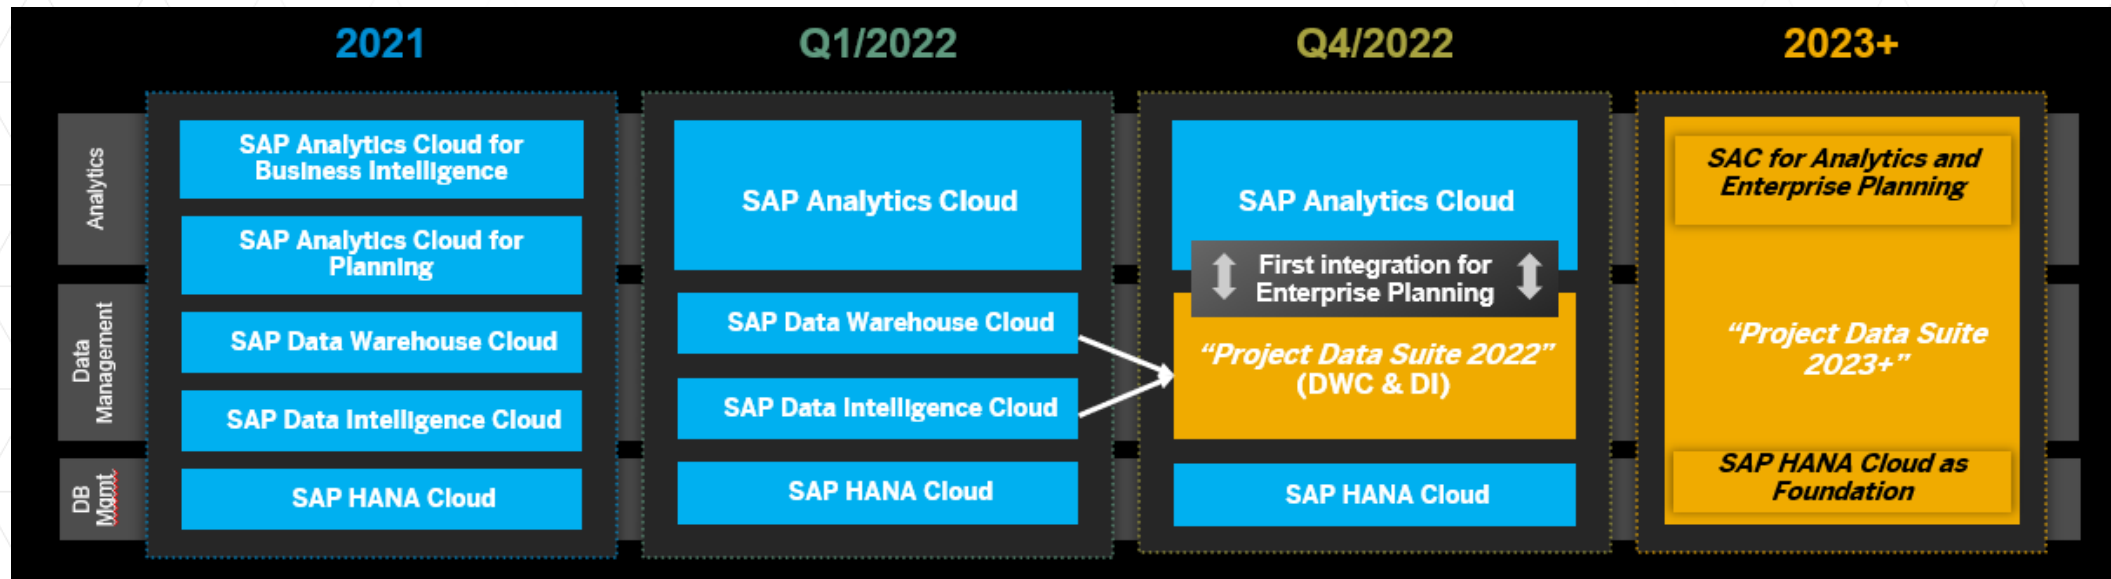 2021
Q1/2022
Q4/2022
2023+
Analytics
Data
Management
DB
Mgmt
SAP Analytics Cloud for
Business Intelligence
SAP Analytics Cloud for
Planning
SAP Data Warehouse Cloud
SAP Data Intelligence Cloud
SAP HANA Cloud
SAP Analytics Cloud
SAP Data Warehouse Cloud
SAP Data Intelligence Cloud
SAP HANA Cloud
SAP Analytics Cloud
First integration for
Enterprise Planning
“Project Data Suite 2022”
(DWC & DI)
SAP HANA Cloud
SAC for Analytics and
Enterprise Planning
“Project Data Suite
2023+”
SAP HANA Cloud as
Foundation